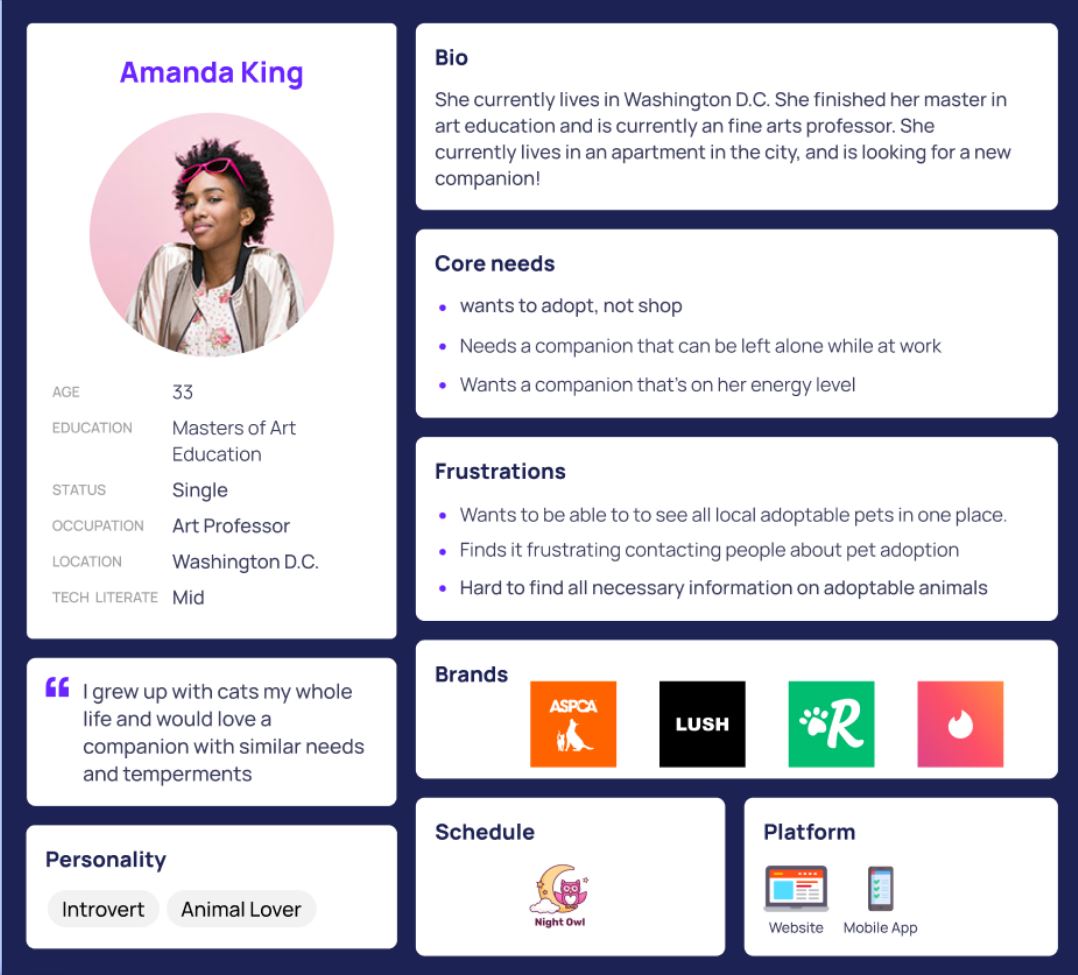 Amanda King
AGE 33
EDUCATION Masters of Art
Education
STATUS Single
OCCUPATION Art Professor
LOCATION Washington D.C.
TECH LITERATE Mid
“ I grew up with cats my whole
life and would love a
companion with similar needs
and temperments
Personality
Introvert Animal Lover
Bio
She currently lives in Washington D.C. She finished her master in
art education and is currently an fine arts professor. She
currently lives in an apartment in the city, and is looking for a new
companion!
Core needs
• wants to adopt, not shop
• Needs a companion that can be left alone while at work
• Wants a companion that's on her energy level
Frustrations
• Wants to be able to to see all local adoptable pets in one place.
• Finds it frustrating contacting people about pet adoption
• Hard to find all necessary information on adoptable animals
Brands
ASPCA LUSH R
Schedule
Night Owl
Platform
Website Mobile App